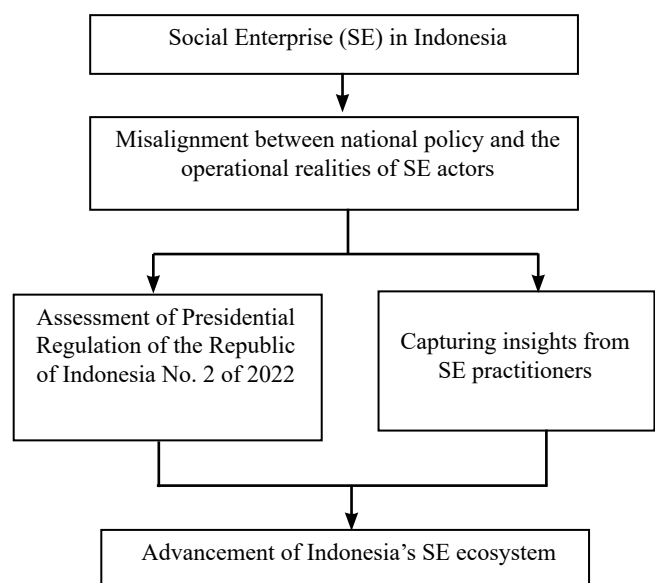 Social Enterprise (SE) in Indonesia
Misalignment between national policy and the
operational realities of SE actors
Assessment of Presidential
Regulation of the Republic
of Indonesia No. 2 of 2022
Capturing insights from
SE practitioners
Advancement of Indonesia’s SE ecosystem